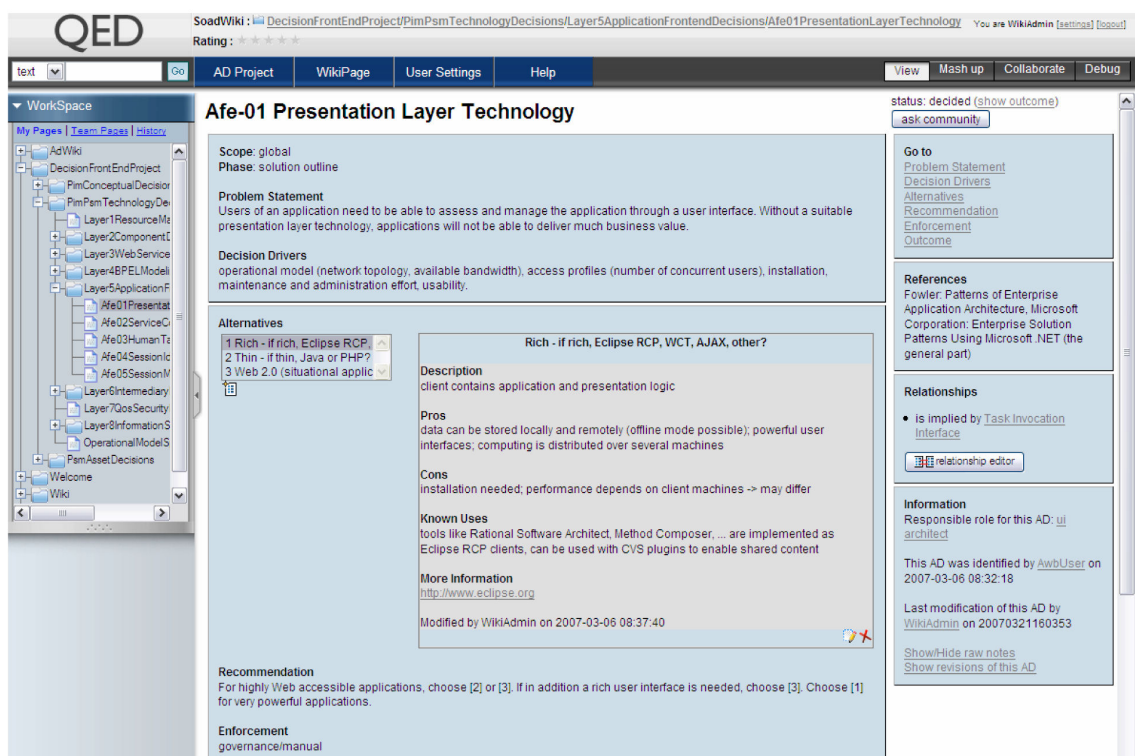 QED
SoadWiki : DecisionFrontEndProject/PimPsmTechnologyDecisions/Layer5ApplicationFrontendDecisions/Afe01PresentationLayerTechnology
You are WikiAdmin [settings] [logout]
Rating :
text
Go
AD Project
WikiPage
User Settings
Help
View
Mash up
Collaborate
Debug
WorkSpace
My Pages | Team Pages | History
AdWiki
DecisionFrontEndProject
PimConceptualDecision
PimPsmTechnologyDe
Layer1ResourceMa
Layer2ComponentD
Layer3WebService
Layer4BPELModeli
Layer5ApplicationF
Afe01Presentat
Afe02ServiceC
Afe03HumanTa
Afe04SessionId
Afe05SessionM
Layer6Intermediary
Layer7QosSecurity
Layer8InformationS
OperationalModelS
PsmAssetDecisions
Welcome
Wiki
Afe-01 Presentation Layer Technology
Scope: global
Phase: solution outline
Problem Statement
Users of an application need to be able to assess and manage the application through a user interface. Without a suitable
presentation layer technology, applications will not be able to deliver much business value.
Decision Drivers
operational model (network topology, available bandwidth), access profiles (number of concurrent users), installation,
maintenance and administration effort, usability.
Alternatives
1 Rich - if rich, Eclipse RCP,
2 Thin - if thin, Java or PHP?
3 Web 2.0 (situational applic
Rich - if rich, Eclipse RCP, WCT, AJAX, other?
Description
client contains application and presentation logic
Pros
data can be stored locally and remotely (offline mode possible); powerful user
interfaces; computing is distributed over several machines
Cons
installation needed; performance depends on client machines -> may differ
Known Uses
tools like Rational Software Architect, Method Composer, ... are implemented as
Eclipse RCP clients, can be used with CVS plugins to enable shared content
More Information
http://www.eclipse.org
Modified by WikiAdmin on 2007-03-06 08:37:40
Recommendation
For highly Web accessible applications, choose [2] or [3]. If in addition a rich user interface is needed, choose [3]. Choose [1]
for very powerful applications.
Enforcement
governance/manual
status: decided (show outcome)
ask community
Go to
Problem Statement
Decision Drivers
Alternatives
Recommendation
Enforcement
Outcome
References
Fowler: Patterns of Enterprise
Application Architecture, Microsoft
Corporation: Enterprise Solution
Patterns Using Microsoft .NET (the
general part)
Relationships
• is implied by Task Invocation
Interface
relationship editor
Information
Responsible role for this AD: ui
architect
This AD was identified by AwbUser on
2007-03-06 08:32:18
Last modification of this AD by
WikiAdmin on 20070321160353
Show/Hide raw notes
Show revisions of this AD